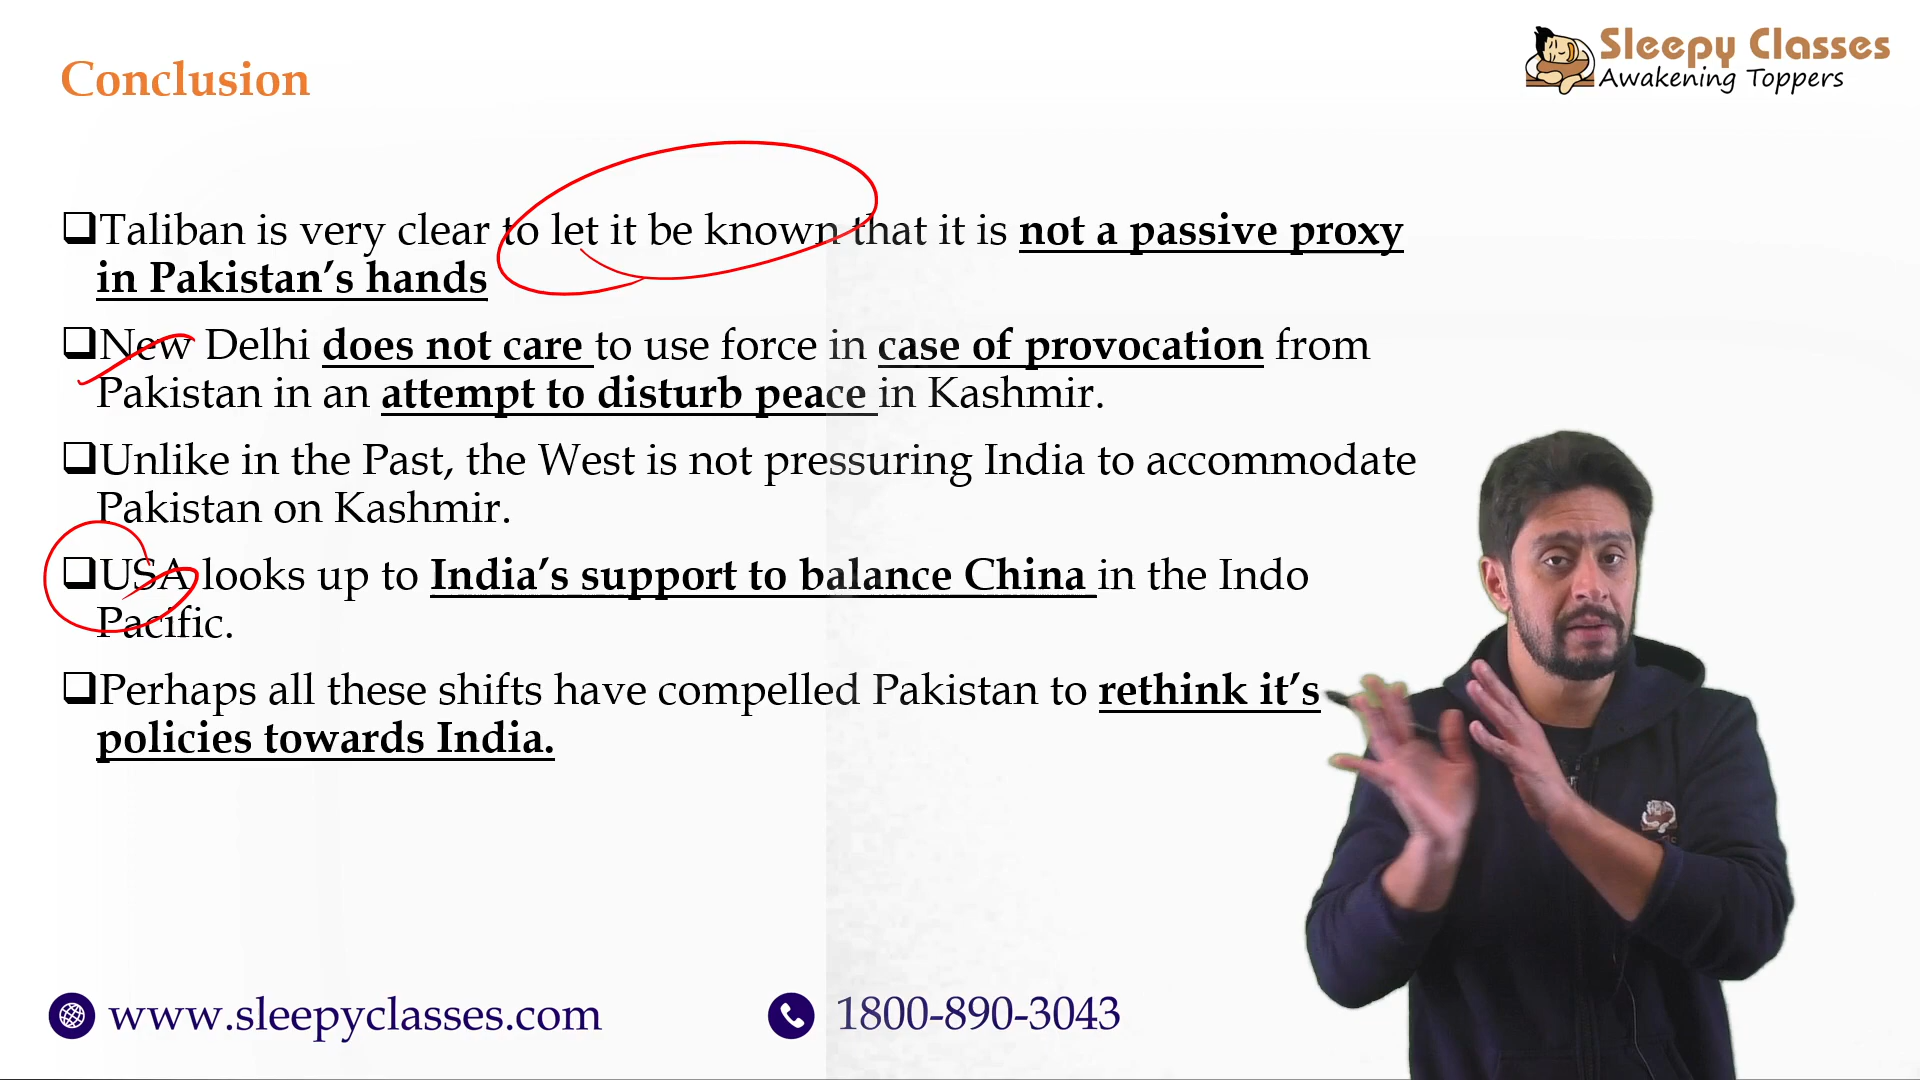 Conclusion
Sleepy Classes
Awakening Toppers
❑Taliban is very clear to let it be known that it is not a passive proxy
in Pakistan’s hands
❑New Delhi does not care to use force in case of provocation from
Pakistan in an attempt to disturb peace in Kashmir.
❑Unlike in the Past, the West is not pressuring India to accommodate
Pakistan on Kashmir.
❑USA looks up to India’s support to balance China in the Indo
Pacific.
❑Perhaps all these shifts have compelled Pakistan to rethink it’s
policies towards India.
www.sleepyclasses.com
1800-890-3043